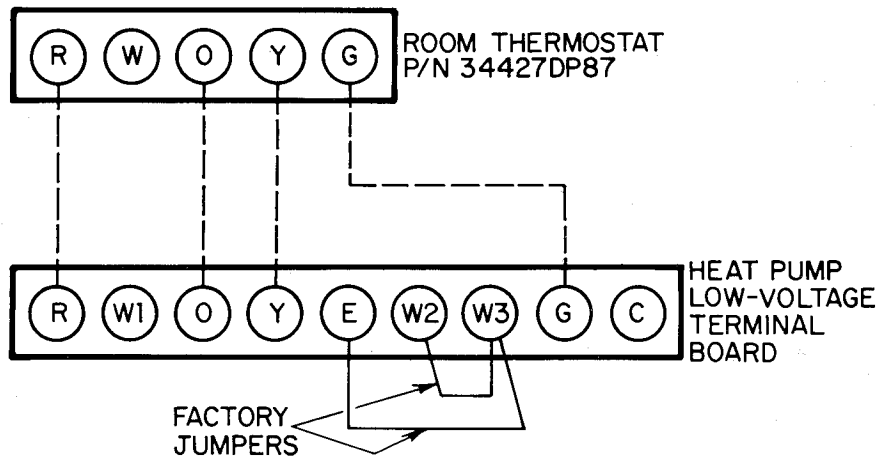 R W O Y G
ROOM THERMOSTAT
P/N 34427DP87
R W1 O Y E W2 W3 G C
HEAT PUMP
LOW-VOLTAGE
TERMINAL
BOARD
FACTORY
JUMPERS